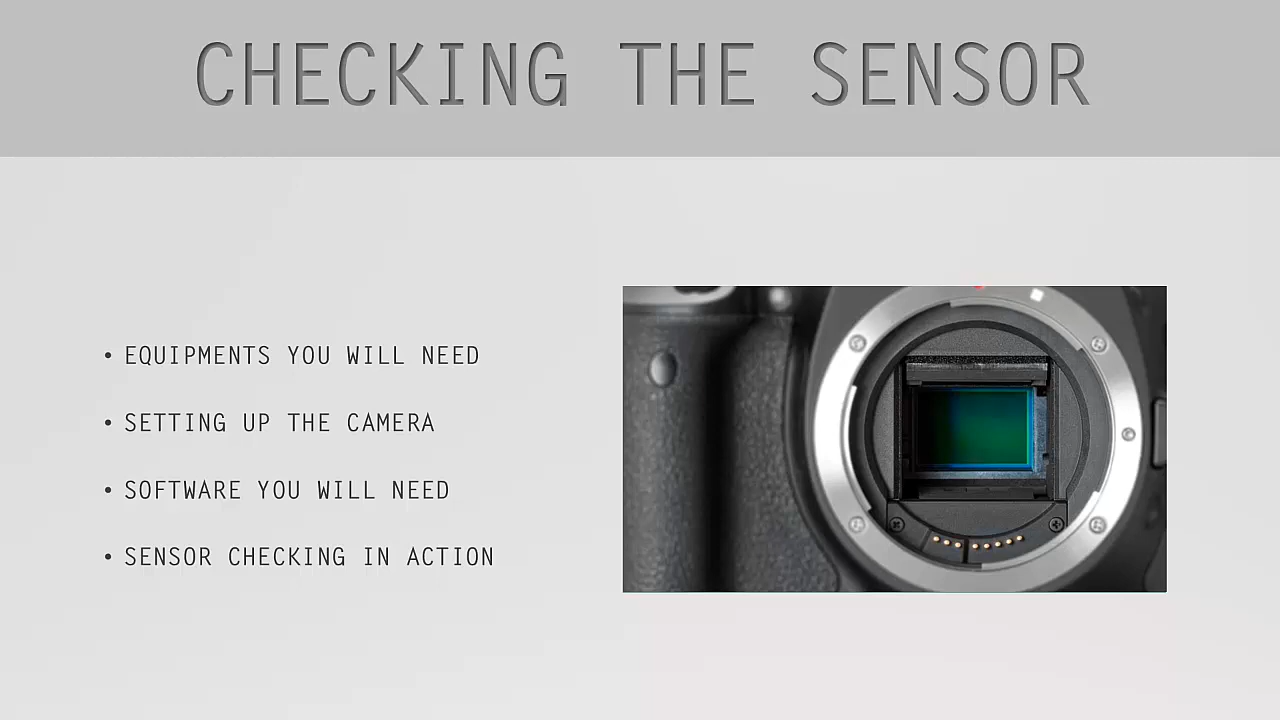 CHECKING THE SENSOR
• EQUIPMENTS YOU WILL NEED
• SETTING UP THE CAMERA
• SOFTWARE YOU WILL NEED
• SENSOR CHECKING IN ACTION